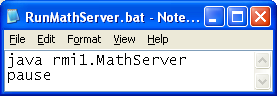 RunMathServer.bat - Note...
File Edit Format View Help
java rmi1.MathServer
pause